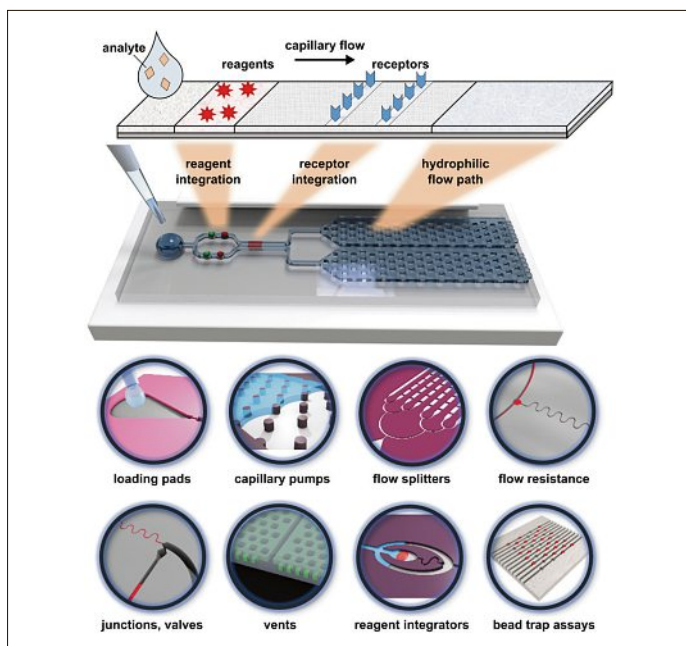 analyte
reagents
capillary flow
receptors
reagent
integration
receptor
integration
hydrophilic
flow path
loading pads
capillary pumps
flow splitters
flow resistance
junctions, valves
vents
reagent integrators
bead trap assays